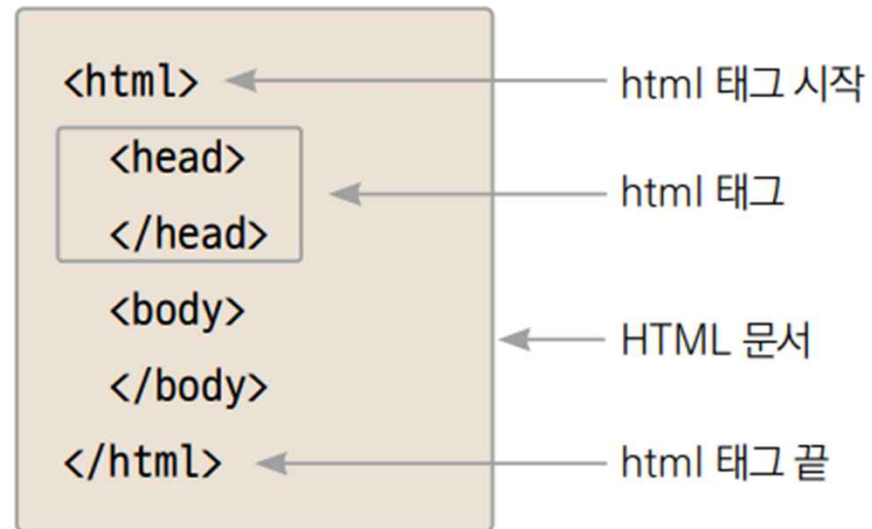 <html> html 태그 시작
<head>
html 태그
</head>
<body>
HTML 문서
</body>
</html> html 태그 끝